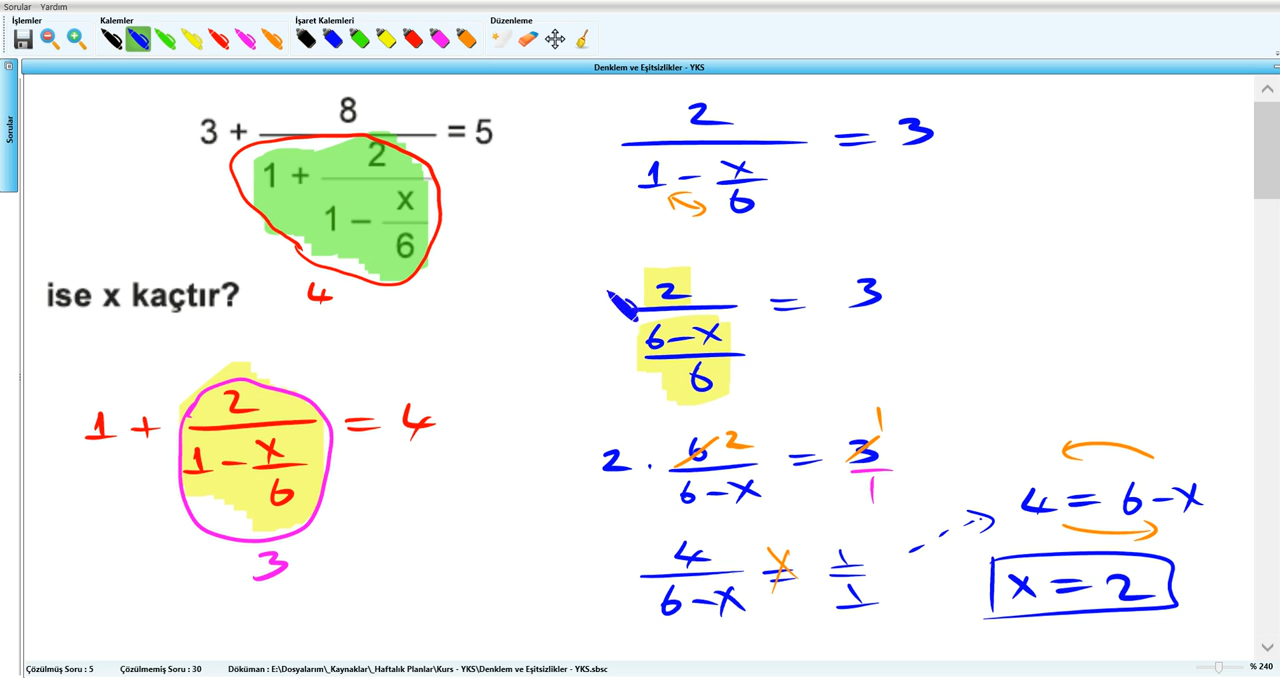 Sorular Yardım
İşlemler Kalemler İşaret Kalemleri Düzenleme
Denklem ve Eşitsizlikler - YKS
Sorular
3 + 8 / (1 + 2 / (1 − x/6)) = 5
4
ise x kaçtır?
1 + 2 / (1 − x/6) = 4
3
2 / (1 − x/6) = 3
2 / ((6−x)/6) = 3
2 · 6/(6−x) = 3/1
2 1
4/(6−x) = 1/1
4 = 6−x
x = 2
Çözülmüş Soru : 5 Çözülmemiş Soru : 30 Döküman : E:\Dosyalarım\_Kaynaklar\_Haftalık Planlar\Kurs - YKS\Denklem ve Eşitsizlikler - YKS.sbsc % 240